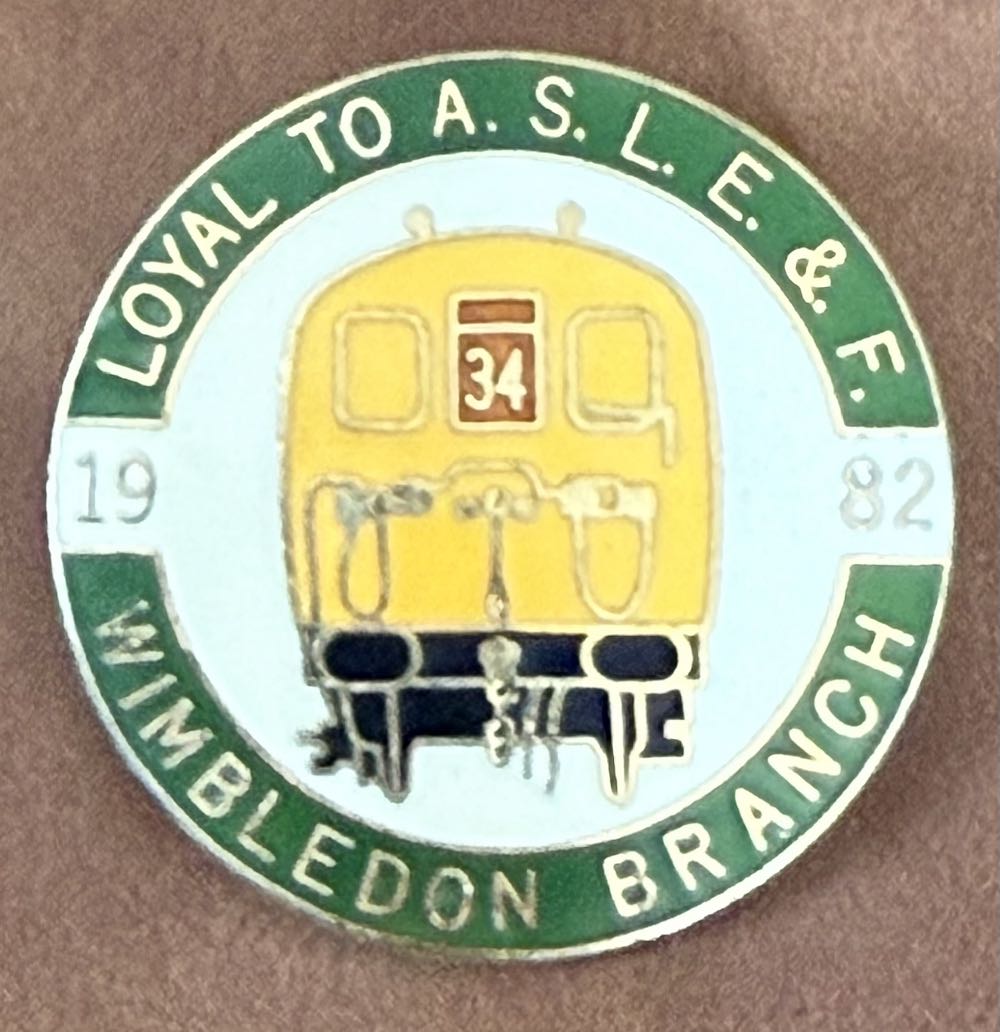 LOYAL TO A.S.L.E.&.F.
34
19 82
WIMBLEDON BRANCH